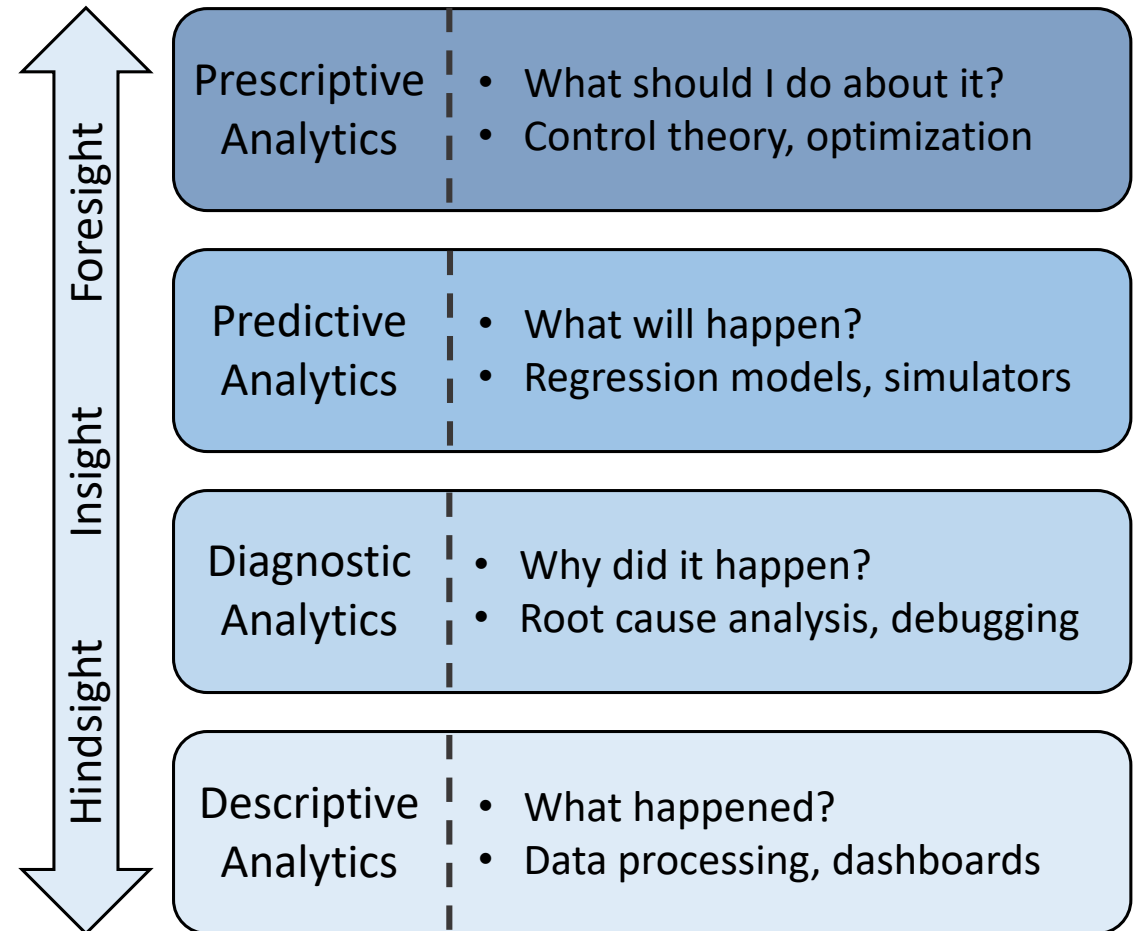 Foresight
Insight
Hindsight
Prescriptive
Analytics
• What should I do about it?
• Control theory, optimization
Predictive
Analytics
• What will happen?
• Regression models, simulators
Diagnostic
Analytics
• Why did it happen?
• Root cause analysis, debugging
Descriptive
Analytics
• What happened?
• Data processing, dashboards